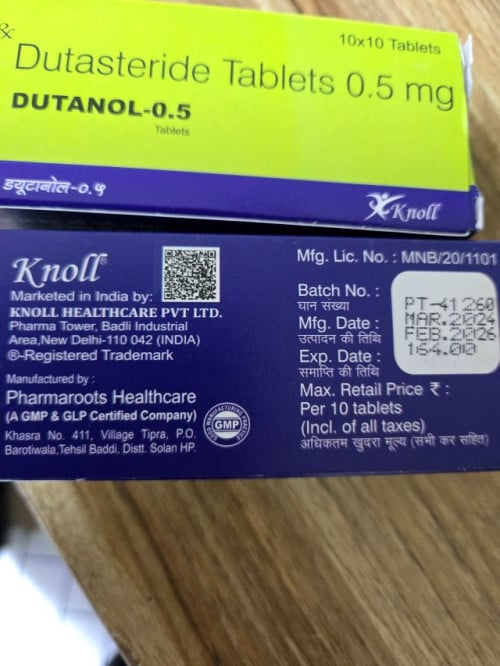 ℞
10x10 Tablets
Dutasteride Tablets 0.5 mg
DUTANOL-0.5
Tablets
ड्यूटानोल-०.५
Knoll
Knoll®
Marketed in India by:
KNOLL HEALTHCARE PVT LTD.
Pharma Tower, Badli Industrial
Area,New Delhi-110 042 (INDIA)
®-Registered Trademark
Manufactured by :
Pharmaroots Healthcare
(A GMP & GLP Certified Company)
Khasra No. 411, Village Tipra, P.O.
Barotiwala,Tehsil Baddi, Distt. Solan HP.
GOOD MANUFACTURING PRACTICE
GMP
Mfg. Lic. No. : MNB/20/1101
Batch No. : PT-41260
घान संख्या
Mfg. Date : MAR.2024
उत्पादन की तिथि
Exp. Date : FEB.2026
समाप्ति की तिथि
Max. Retail Price ₹ : 164.00
Per 10 tablets
(Incl. of all taxes)
अधिकतम खुदरा मूल्य (सभी कर सहित)